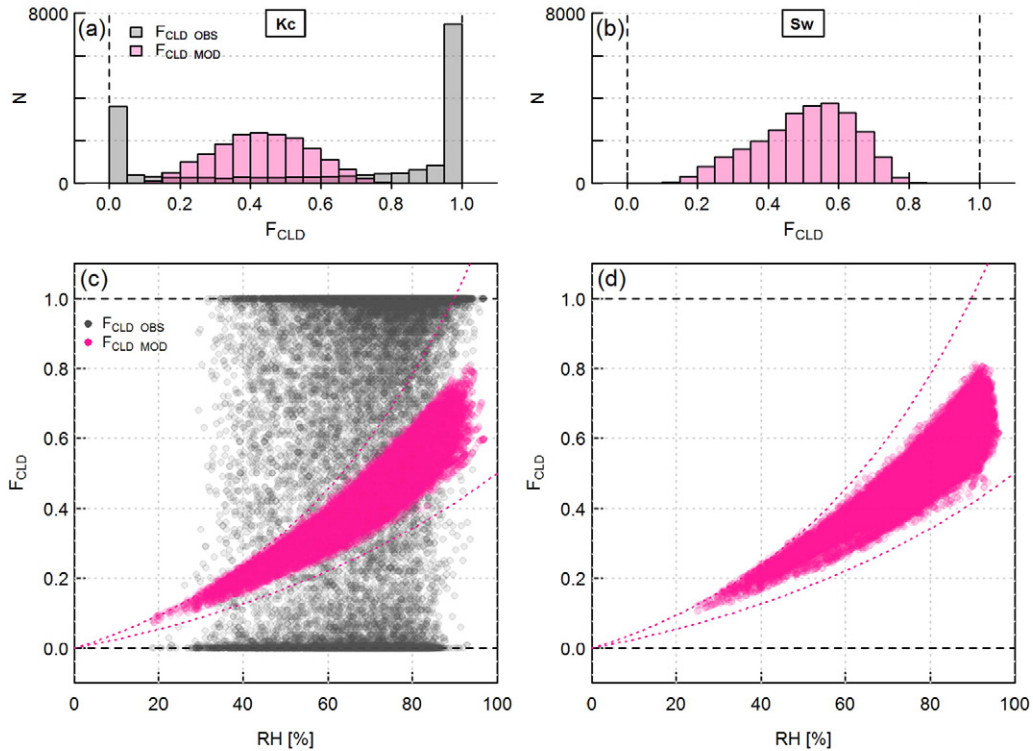 (a)
Kc
F_CLD OBS
F_CLD MOD
8000
N
0
0.0 0.2 0.4 0.6 0.8 1.0
F_CLD
(b)
Sw
8000
N
0
0.0 0.2 0.4 0.6 0.8 1.0
F_CLD
(c)
F_CLD OBS
F_CLD MOD
1.0
0.8
0.6
0.4
0.2
0.0
F_CLD
0 20 40 60 80 100
RH [%]
(d)
1.0
0.8
0.6
0.4
0.2
0.0
F_CLD
0 20 40 60 80 100
RH [%]